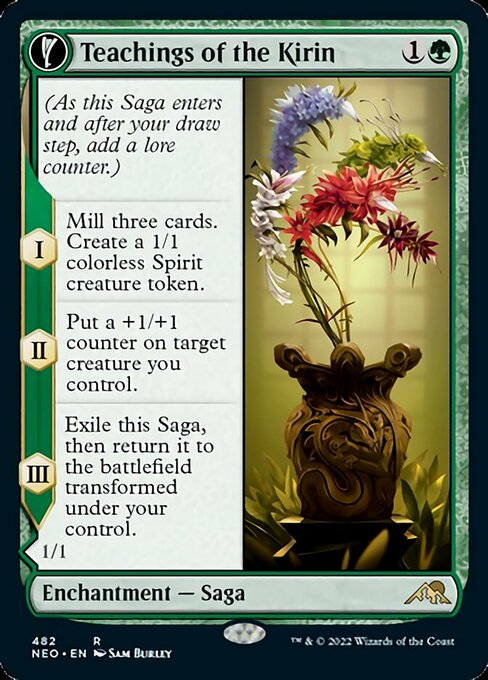 Teachings of the Kirin 1
(As this Saga enters
and after your draw
step, add a lore
counter.)
I
Mill three cards.
Create a 1/1
colorless Spirit
creature token.
II
Put a +1/+1
counter on target
creature you
control.
III
Exile this Saga,
then return it to
the battlefield
transformed
under your
control.
1/1
Enchantment — Saga
482 R
NEO • EN Sam Burley
™ & © 2022 Wizards of the Coast